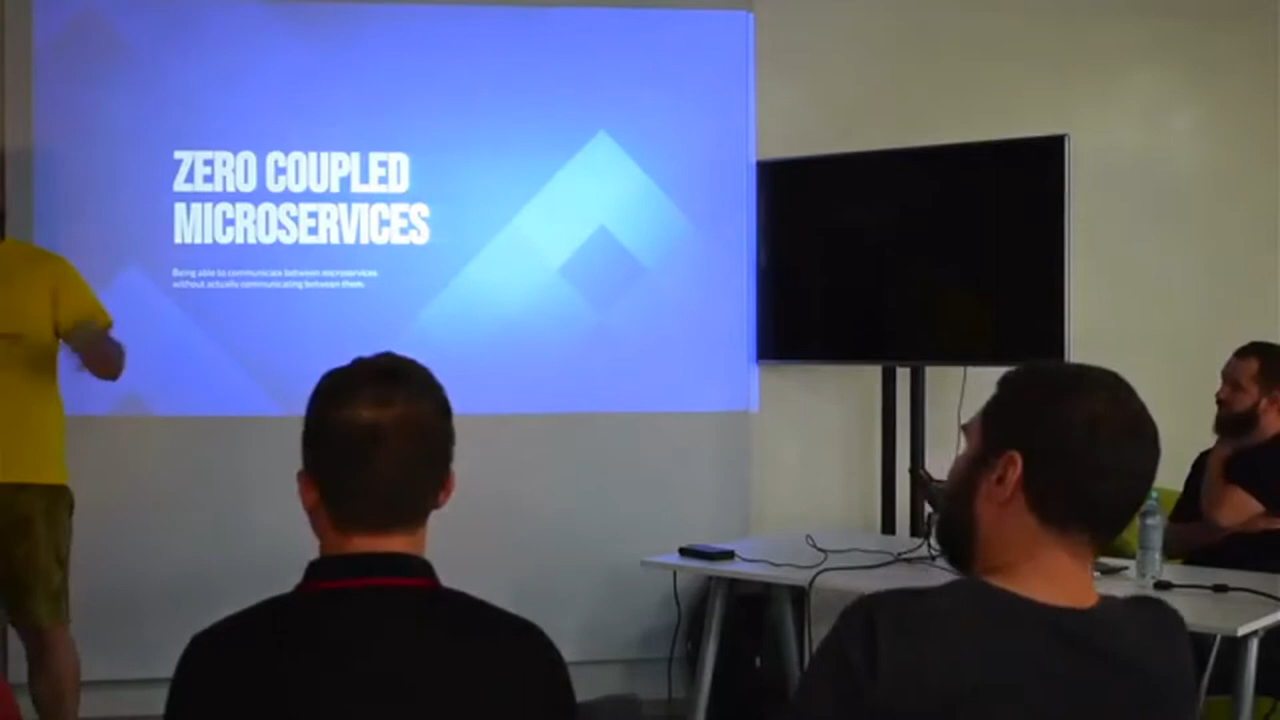 ZERO COUPLED
MICROSERVICES
Being able to communicate between microservices
without actually communicating between them.